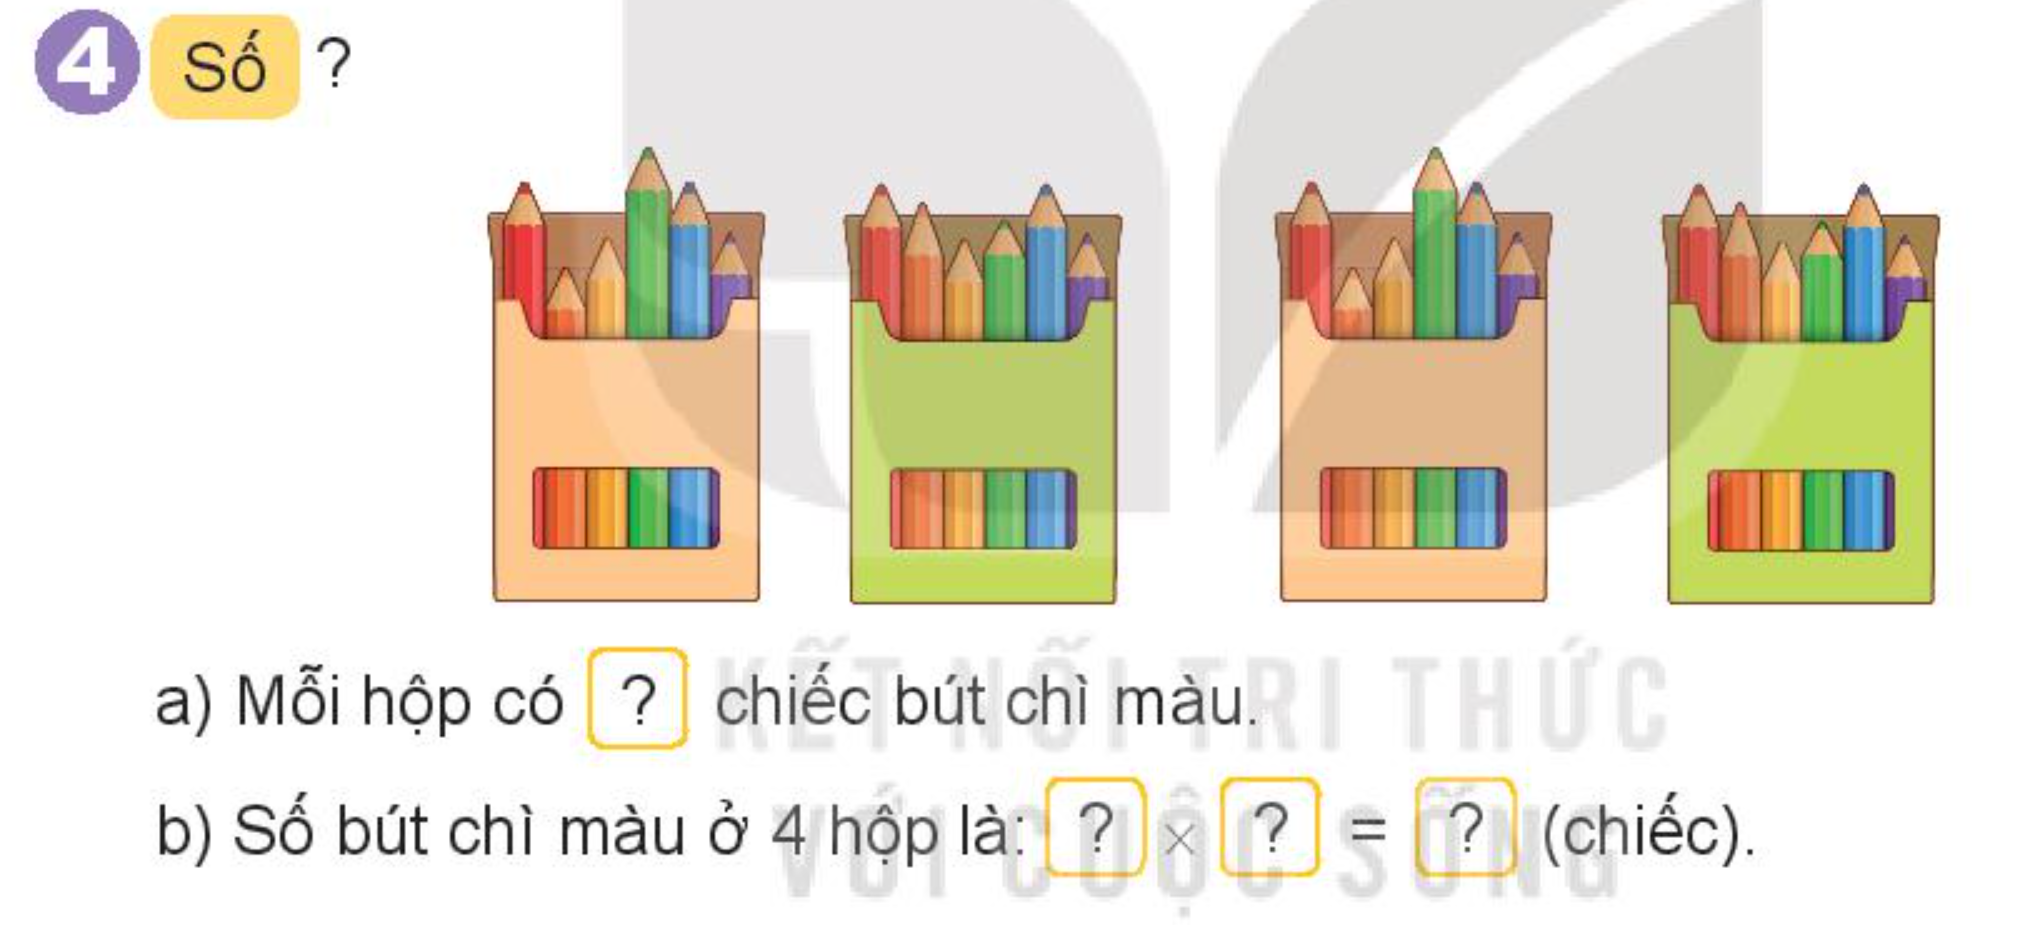 4 Số ?
a) Mỗi hộp có ? chiếc bút chì màu.
b) Số bút chì màu ở 4 hộp là: ? × ? = ? (chiếc).
KẾT NỐI TRI THỨC
VỚI CUỘC SỐNG